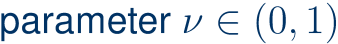 parameter ν ∈ (0, 1)